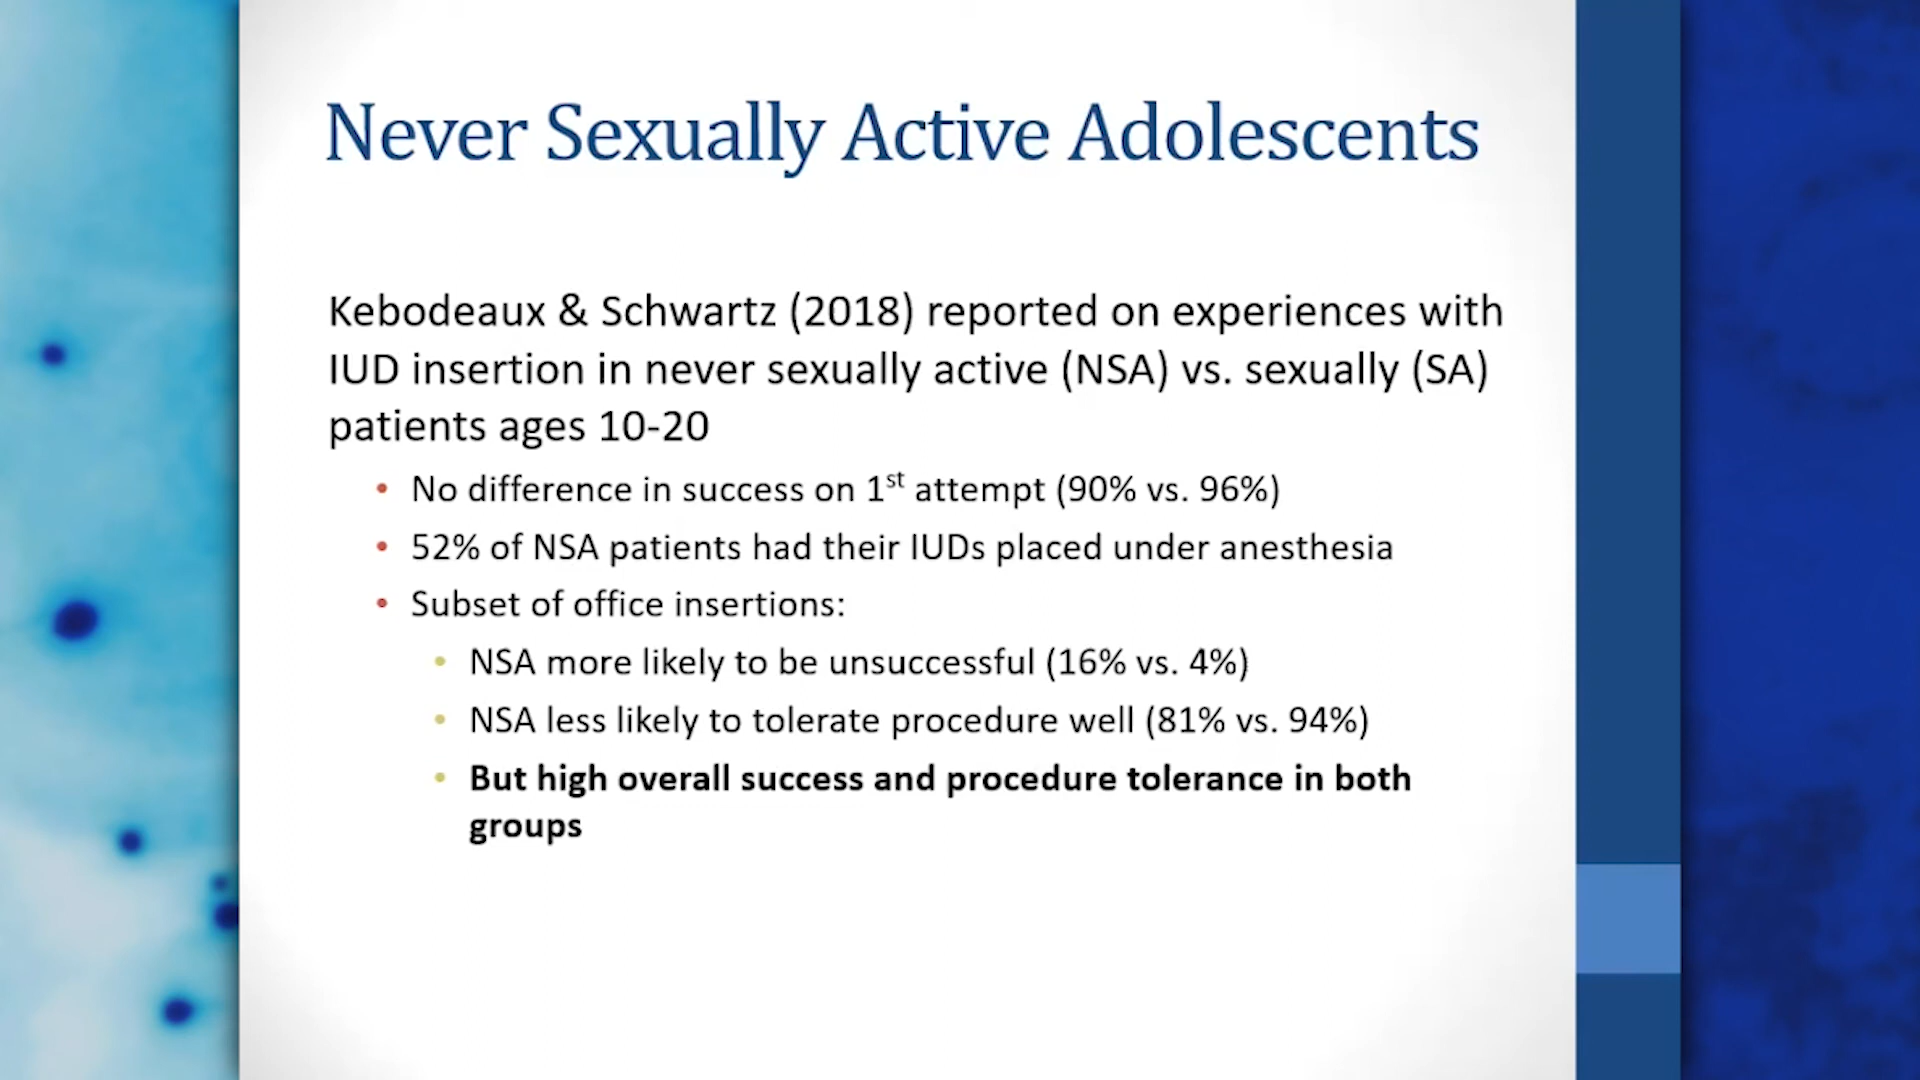 Never Sexually Active Adolescents
Kebodeaux & Schwartz (2018) reported on experiences with
IUD insertion in never sexually active (NSA) vs. sexually (SA)
patients ages 10-20
• No difference in success on 1st attempt (90% vs. 96%)
• 52% of NSA patients had their IUDs placed under anesthesia
• Subset of office insertions:
• NSA more likely to be unsuccessful (16% vs. 4%)
• NSA less likely to tolerate procedure well (81% vs. 94%)
• But high overall success and procedure tolerance in both
groups